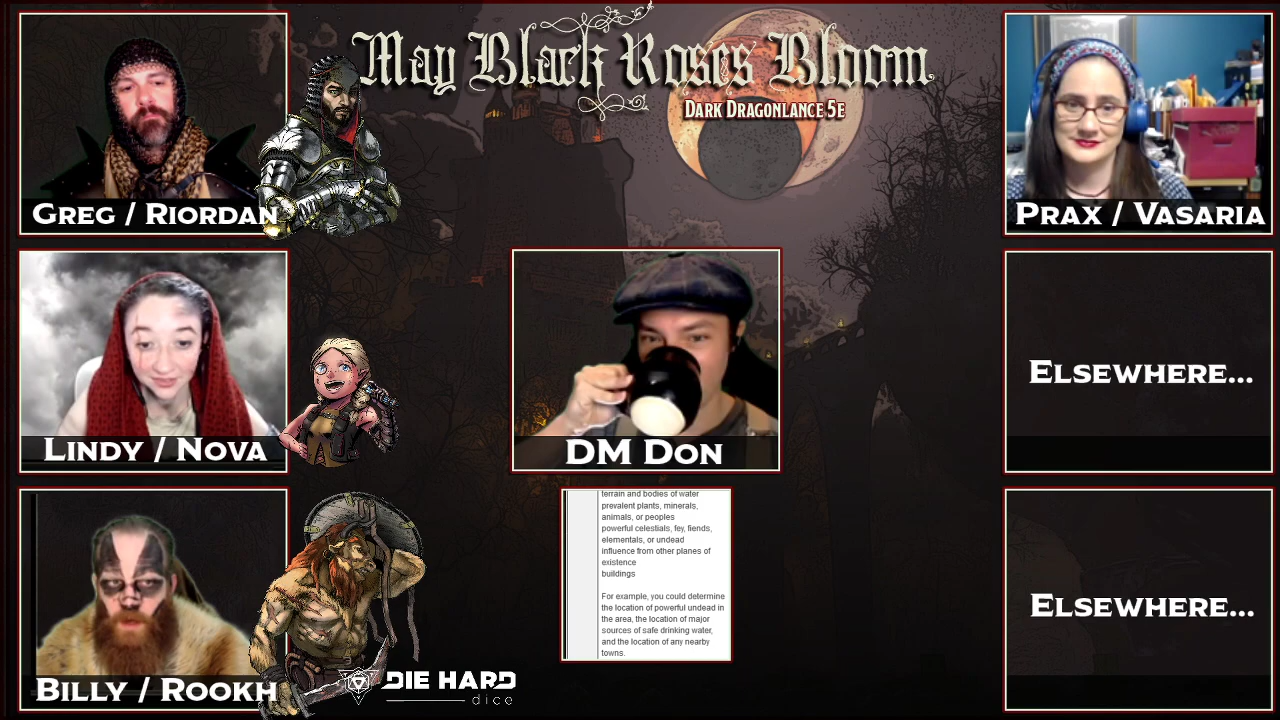 May Black Roses Bloom
DARK DRAGONLANCE 5E
GREG / RIORDAN
PRAX / VASARIA
LINDY / NOVA
DM DON
ELSEWHERE...
BILLY / ROOKH
DIE HARD
dice
terrain and bodies of water
prevalent plants, minerals,
animals, or peoples
powerful celestials, fey, fiends,
elementals, or undead
influence from other planes of
existence
buildings
For example, you could determine
the location of powerful undead in
the area, the location of major
sources of safe drinking water,
and the location of any nearby
towns.
ELSEWHERE...